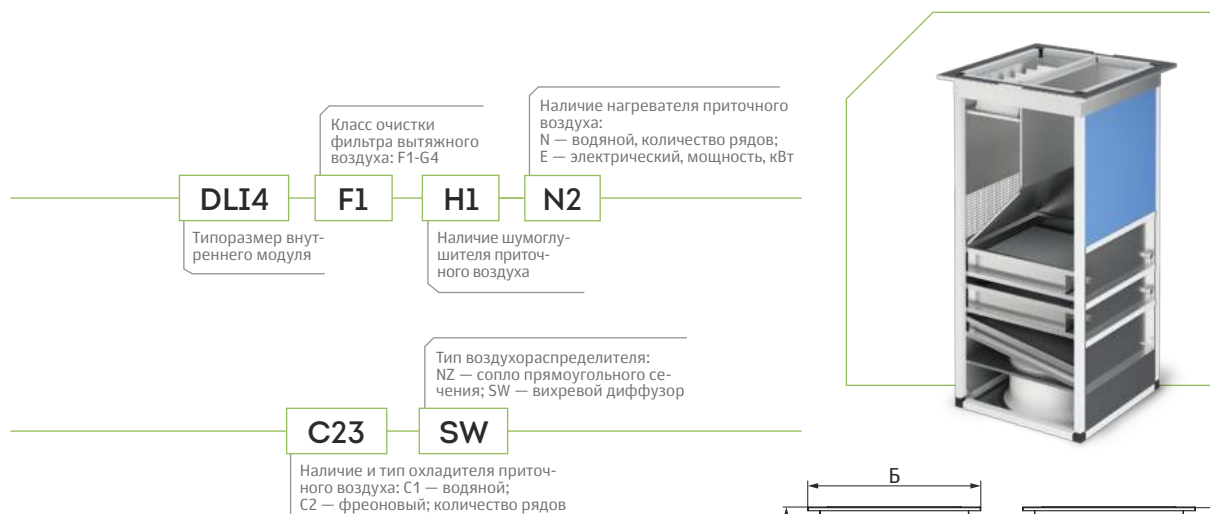 Класс очистки
фильтра вытяжного
воздуха: F1-G4
Наличие нагревателя приточного
воздуха:
N — водяной, количество рядов;
E — электрический, мощность, кВт
DLI4
F1
H1
N2
Типоразмер внут-
реннего модуля
Наличие шумоглу-
шителя приточ-
ного воздуха
Тип воздухораспределителя:
NZ — сопло прямоугольного се-
чения; SW — вихревой диффузор
C23
SW
Наличие и тип охладителя приточ-
ного воздуха: C1 — водяной;
C2 — фреоновый; количество рядов
Б